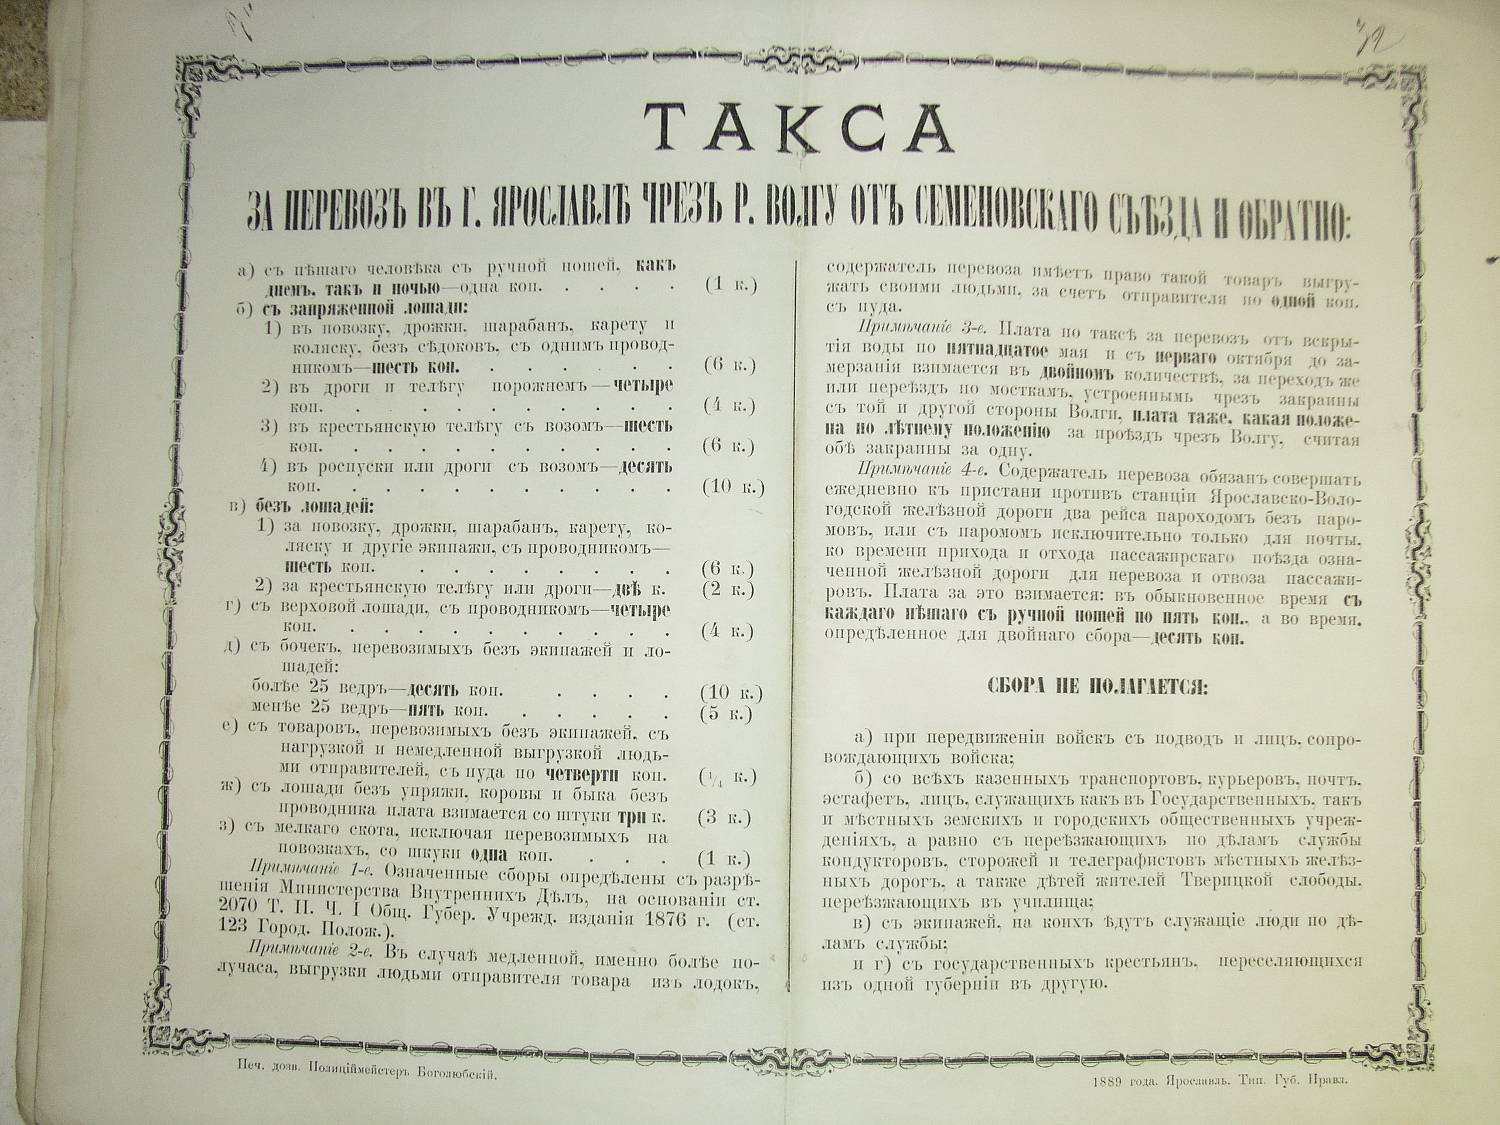 ТАКСА
ЗА ПЕРЕВОЗЪ ВЪ Г. ЯРОСЛАВЛѢ ЧРЕЗЪ Р. ВОЛГУ ОТЪ СЕМЕНОВСКАГО СЪѢЗДА И ОБРАТНО:
а) съ пѣшаго человѣка съ ручной ношей, какъ
днемъ, такъ и ночью—одна коп. . . . . (1 к.)
б) съ запряженной лошади:
1) въ повозку, дрожки, шарабанъ, карету и
коляску, безъ сѣдоковъ, съ однимъ провод-
никомъ—шесть коп. . . . . . . (6 к.)
2) въ дроги и телѣгу порожнемъ—четыре
коп. . . . . . . . . . . (4 к.)
3) въ крестьянскую телѣгу съ возомъ—шесть
коп. . . . . . . . . . . (6 к.)
4) въ роспуски или дроги съ возомъ—десять
коп. . . . . . . . . . . (10 к.)
в) безъ лошадей:
1) за повозку, дрожки, шарабанъ, карету, ко-
ляску и другіе экипажи, съ проводникомъ—
шесть коп. . . . . . . . . (6 к.)
2) за крестьянскую телѣгу или дроги—двѣ к. (2 к.)
г) съ верховой лошади, съ проводникомъ—четыре
коп. . . . . . . . . . . (4 к.)
д) съ бочекъ, перевозимыхъ безъ экипажей и ло-
шадей:
болѣе 25 ведръ—десять коп. . . . . (10 к.)
менѣе 25 ведръ—пять коп. . . . . . (5 к.)
е) съ товаровъ, перевозимыхъ безъ экипажей, съ
нагрузкой и немедленной выгрузкой людь-
ми отправителей, съ пуда по четверти коп. (¹/₄ к.)
ж) съ лошади безъ упряжи, коровы и быка безъ
проводника плата взимается со штуки три к. (3 к.)
з) съ мелкаго скота, исключая перевозимыхъ на
повозкахъ, со шкуки одна коп. . . . . (1 к.)
Примѣчаніе 1-е. Означенные сборы опредѣлены съ разрѣ-
шенія Министерства Внутреннихъ Дѣлъ, на основаніи ст.
2070 Т. II. Ч. I Общ. Губер. Учрежд. изданія 1876 г. (ст.
123 Город. Полож.).
Примѣчаніе 2-е. Въ случаѣ медленной, именно болѣе по-
лучаса, выгрузки людьми отправителя товара изъ лодокъ,
содержатель перевоза имѣетъ право такой товаръ выгру-
жать своими людьми, за счетъ отправителя по одной коп.
съ пуда.
Примѣчаніе 3-е. Плата по таксѣ за перевозъ отъ вскры-
тія воды по пятнадцатое мая и съ перваго октября до за-
мерзанія взимается въ двойномъ количествѣ, за переходъ же
или переѣздъ по мосткамъ, устроеннымъ чрезъ закраины
съ той и другой стороны Волги, плата таже, какая положе-
на по лѣтнему положенію за проѣздъ чрезъ Волгу, считая
обѣ закраины за одну.
Примѣчаніе 4-е. Содержатель перевоза обязанъ совершать
ежедневно къ пристани противъ станціи Ярославско-Воло-
годской желѣзной дороги два рейса пароходомъ безъ паро-
мовъ, или съ паромомъ исключительно только для почты,
ко времени прихода и отхода пассажирскаго поѣзда озна-
ченной желѣзной дороги для перевоза и отвоза пассажи-
ровъ. Плата за это взимается: въ обыкновенное время съ
каждаго пѣшаго съ ручной ношей по пять коп., а во время,
опредѣленное для двойнаго сбора—десять коп.
СБОРА НЕ ПОЛАГАЕТСЯ:
а) при передвиженіи войскъ съ подводъ и лицъ, сопро-
вождающихъ войска;
б) со всѣхъ казенныхъ транспортовъ, курьеровъ, почтъ,
эстафетъ, лицъ, служащихъ какъ въ Государственныхъ, такъ
и мѣстныхъ земскихъ и городскихъ общественныхъ учреж-
деніяхъ, а равно съ переѣзжающихъ по дѣламъ службы
кондукторовъ, сторожей и телеграфистовъ мѣстныхъ желѣз-
ныхъ дорогъ, а также дѣтей жителей Тверицкой слободы,
переѣзжающихъ въ училища;
в) съ экипажей, на коихъ ѣдутъ служащіе люди по дѣ-
ламъ службы;
и г) съ государственныхъ крестьянъ, переселяющихся
изъ одной губерніи въ другую.
Печ. дозв. Полиціймейстеръ Боголюбскій.
1889 года. Ярославль. Тип. Губ. Правл.